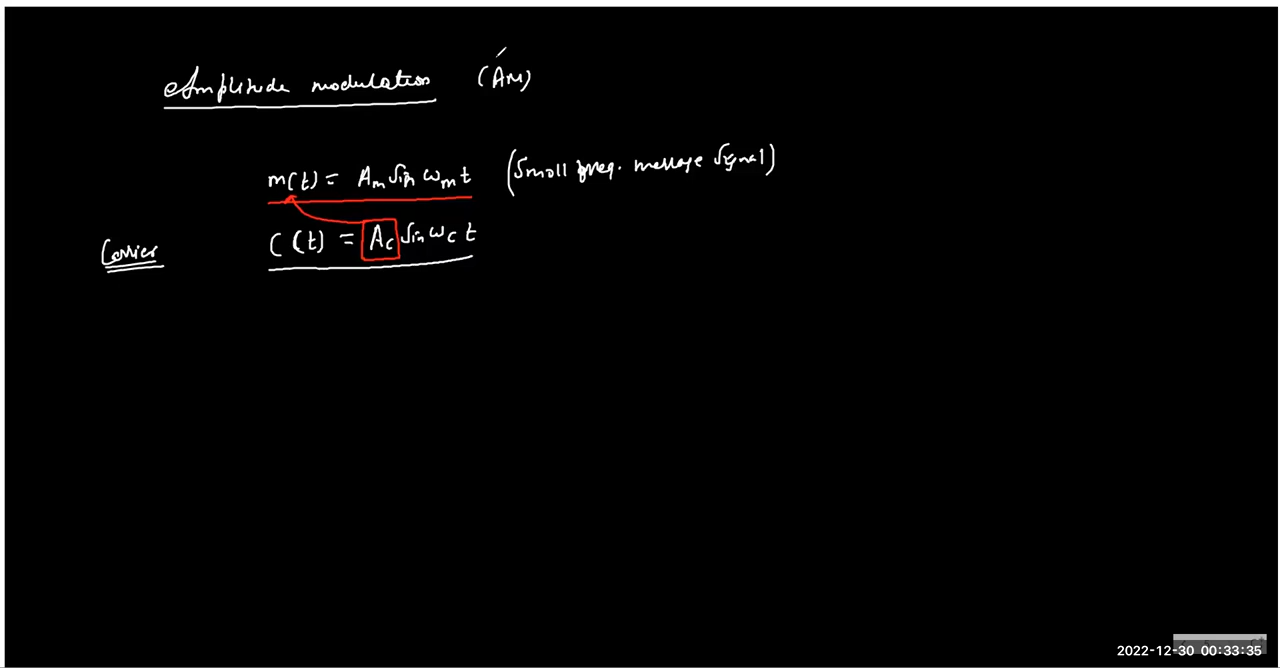 Amplitude modulation (AM)
m(t) = Am sin ωm t (Small freq. message signal)
Carrier C(t) = Ac sin ωc t
2022-12-30 00:33:35